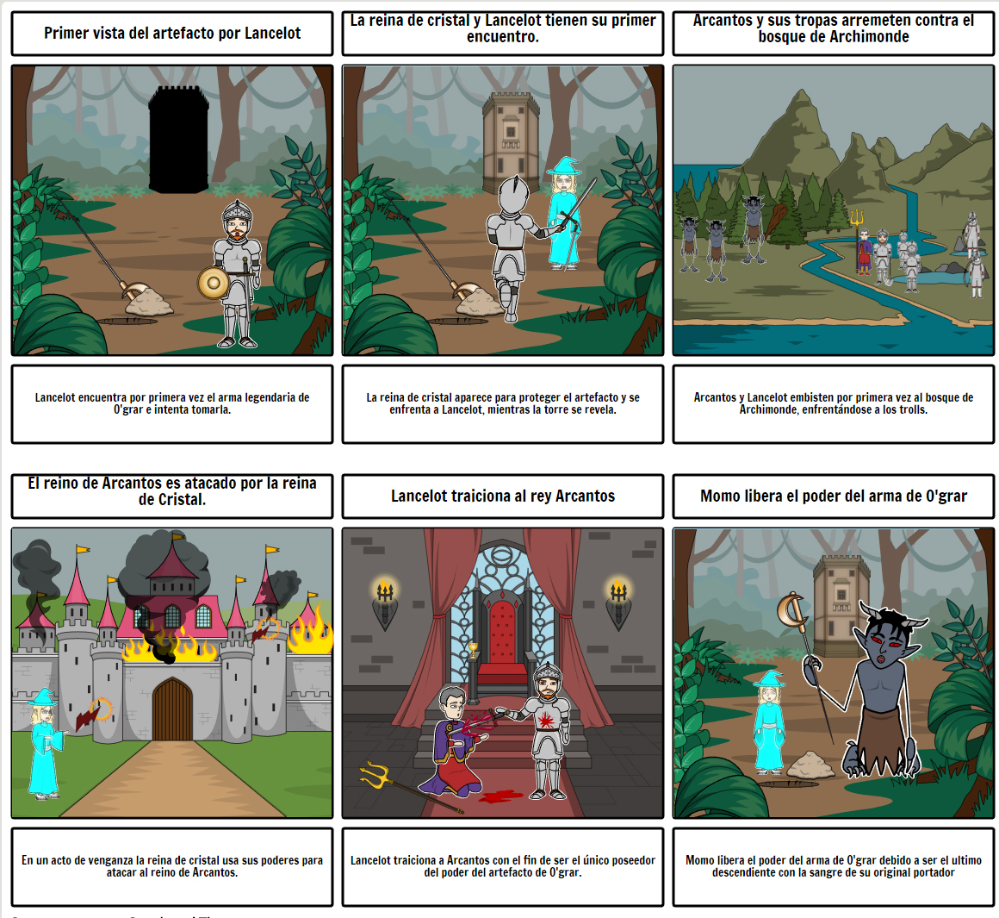 Primer vista del artefacto por Lancelot
La reina de cristal y Lancelot tienen su primer
encuentro.
Arcantos y sus tropas arremeten contra el
bosque de Archimonde
Lancelot encuentra por primera vez el arma legendaria de
O'grar e intenta tomarla.
La reina de cristal aparece para proteger el artefacto y se
enfrenta a Lancelot, mientras la torre se revela.
Arcantos y Lancelot embisten por primera vez al bosque de
Archimonde, enfrentándose a los trolls.
El reino de Arcantos es atacado por la reina
de Cristal.
Lancelot traiciona al rey Arcantos
Momo libera el poder del arma de O'grar
En un acto de venganza la reina de cristal usa sus poderes para
atacar al reino de Arcantos.
Lancelot traiciona a Arcantos con el fin de ser el único poseedor
del poder del artefacto de O'grar.
Momo libera el poder del arma de O'grar debido a ser el ultimo
descendiente con la sangre de su original portador